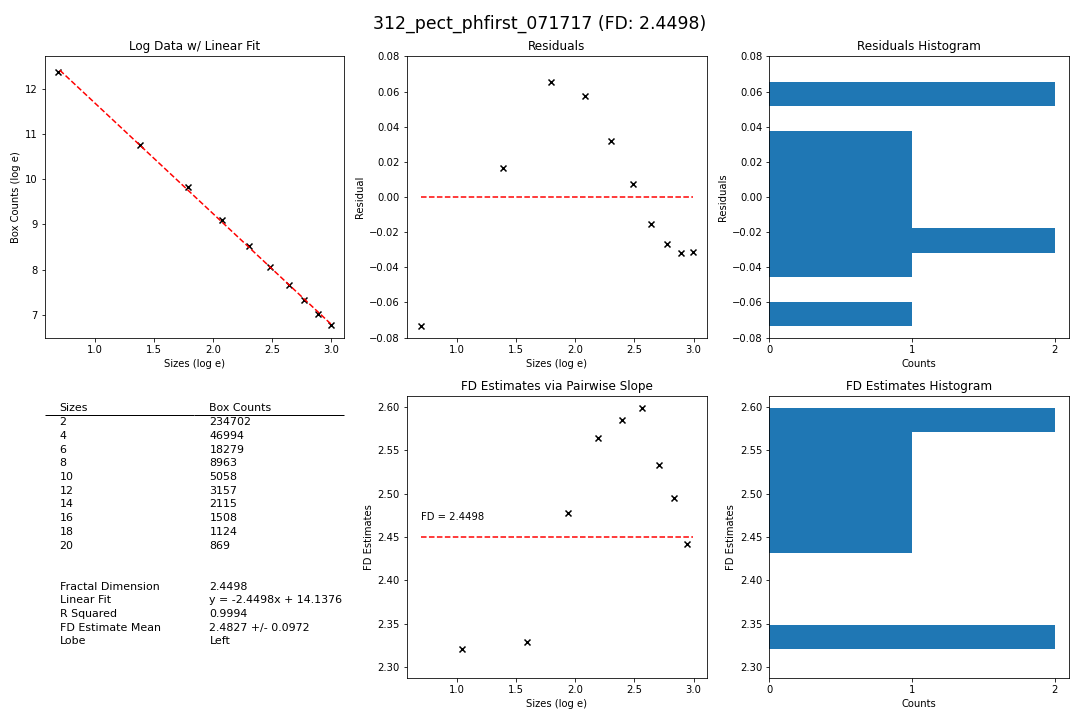 312_pect_phfirst_071717 (FD: 2.4498)
Log Data w/ Linear Fit
Box Counts (log e)
12
11
10
9
8
7
1.0 1.5 2.0 2.5 3.0
Sizes (log e)
Residuals
Residual
0.08
0.06
0.04
0.02
0.00
−0.02
−0.04
−0.06
−0.08
1.0 1.5 2.0 2.5 3.0
Sizes (log e)
Residuals Histogram
Residuals
0.08
0.06
0.04
0.02
0.00
−0.02
−0.04
−0.06
−0.08
0 1 2
Counts
Sizes Box Counts
2 234702
4 46994
6 18279
8 8963
10 5058
12 3157
14 2115
16 1508
18 1124
20 869
Fractal Dimension 2.4498
Linear Fit y = -2.4498x + 14.1376
R Squared 0.9994
FD Estimate Mean 2.4827 +/- 0.0972
Lobe Left
FD Estimates via Pairwise Slope
FD Estimates
2.60
2.55
2.50
2.45
2.40
2.35
2.30
FD = 2.4498
1.0 1.5 2.0 2.5 3.0
Sizes (log e)
FD Estimates Histogram
FD Estimates
2.60
2.55
2.50
2.45
2.40
2.35
2.30
0 1 2
Counts